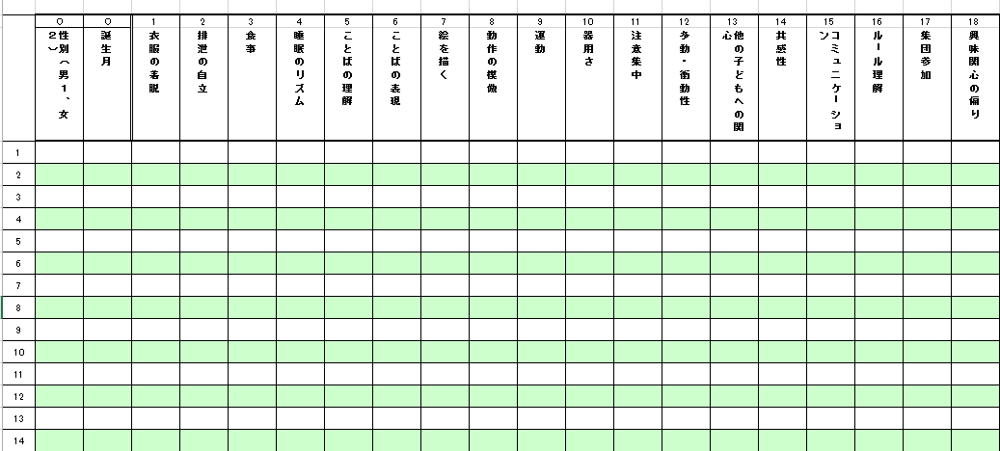 0 0 1 2 3 4 5 6 7 8 9 10 11 12 13 14 15 16 17 18
性別(男1、女2)
誕生月
衣服の着脱
排泄の自立
食事
睡眠のリズム
ことばの理解
ことばの表現
絵を描く
動作の模倣
運動
器用さ
注意集中
多動・衝動性
他の子どもへの関心
共感性
コミュニケーション
ルール理解
集団参加
興味関心の偏り
1
2
3
4
5
6
7
8
9
10
11
12
13
14